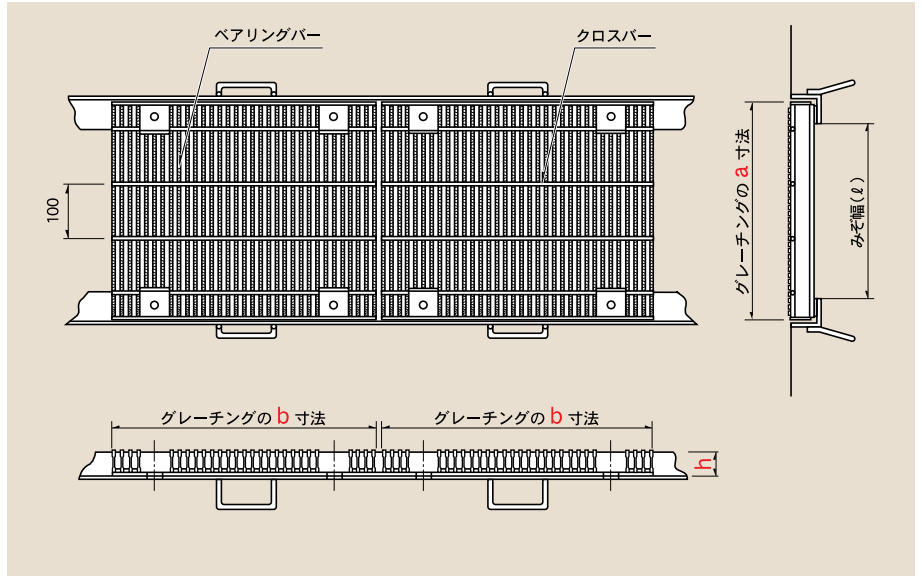 ベアリングバー
クロスバー
100
グレーチングの a 寸法
みぞ幅(ℓ)
グレーチングの b 寸法
グレーチングの b 寸法
h